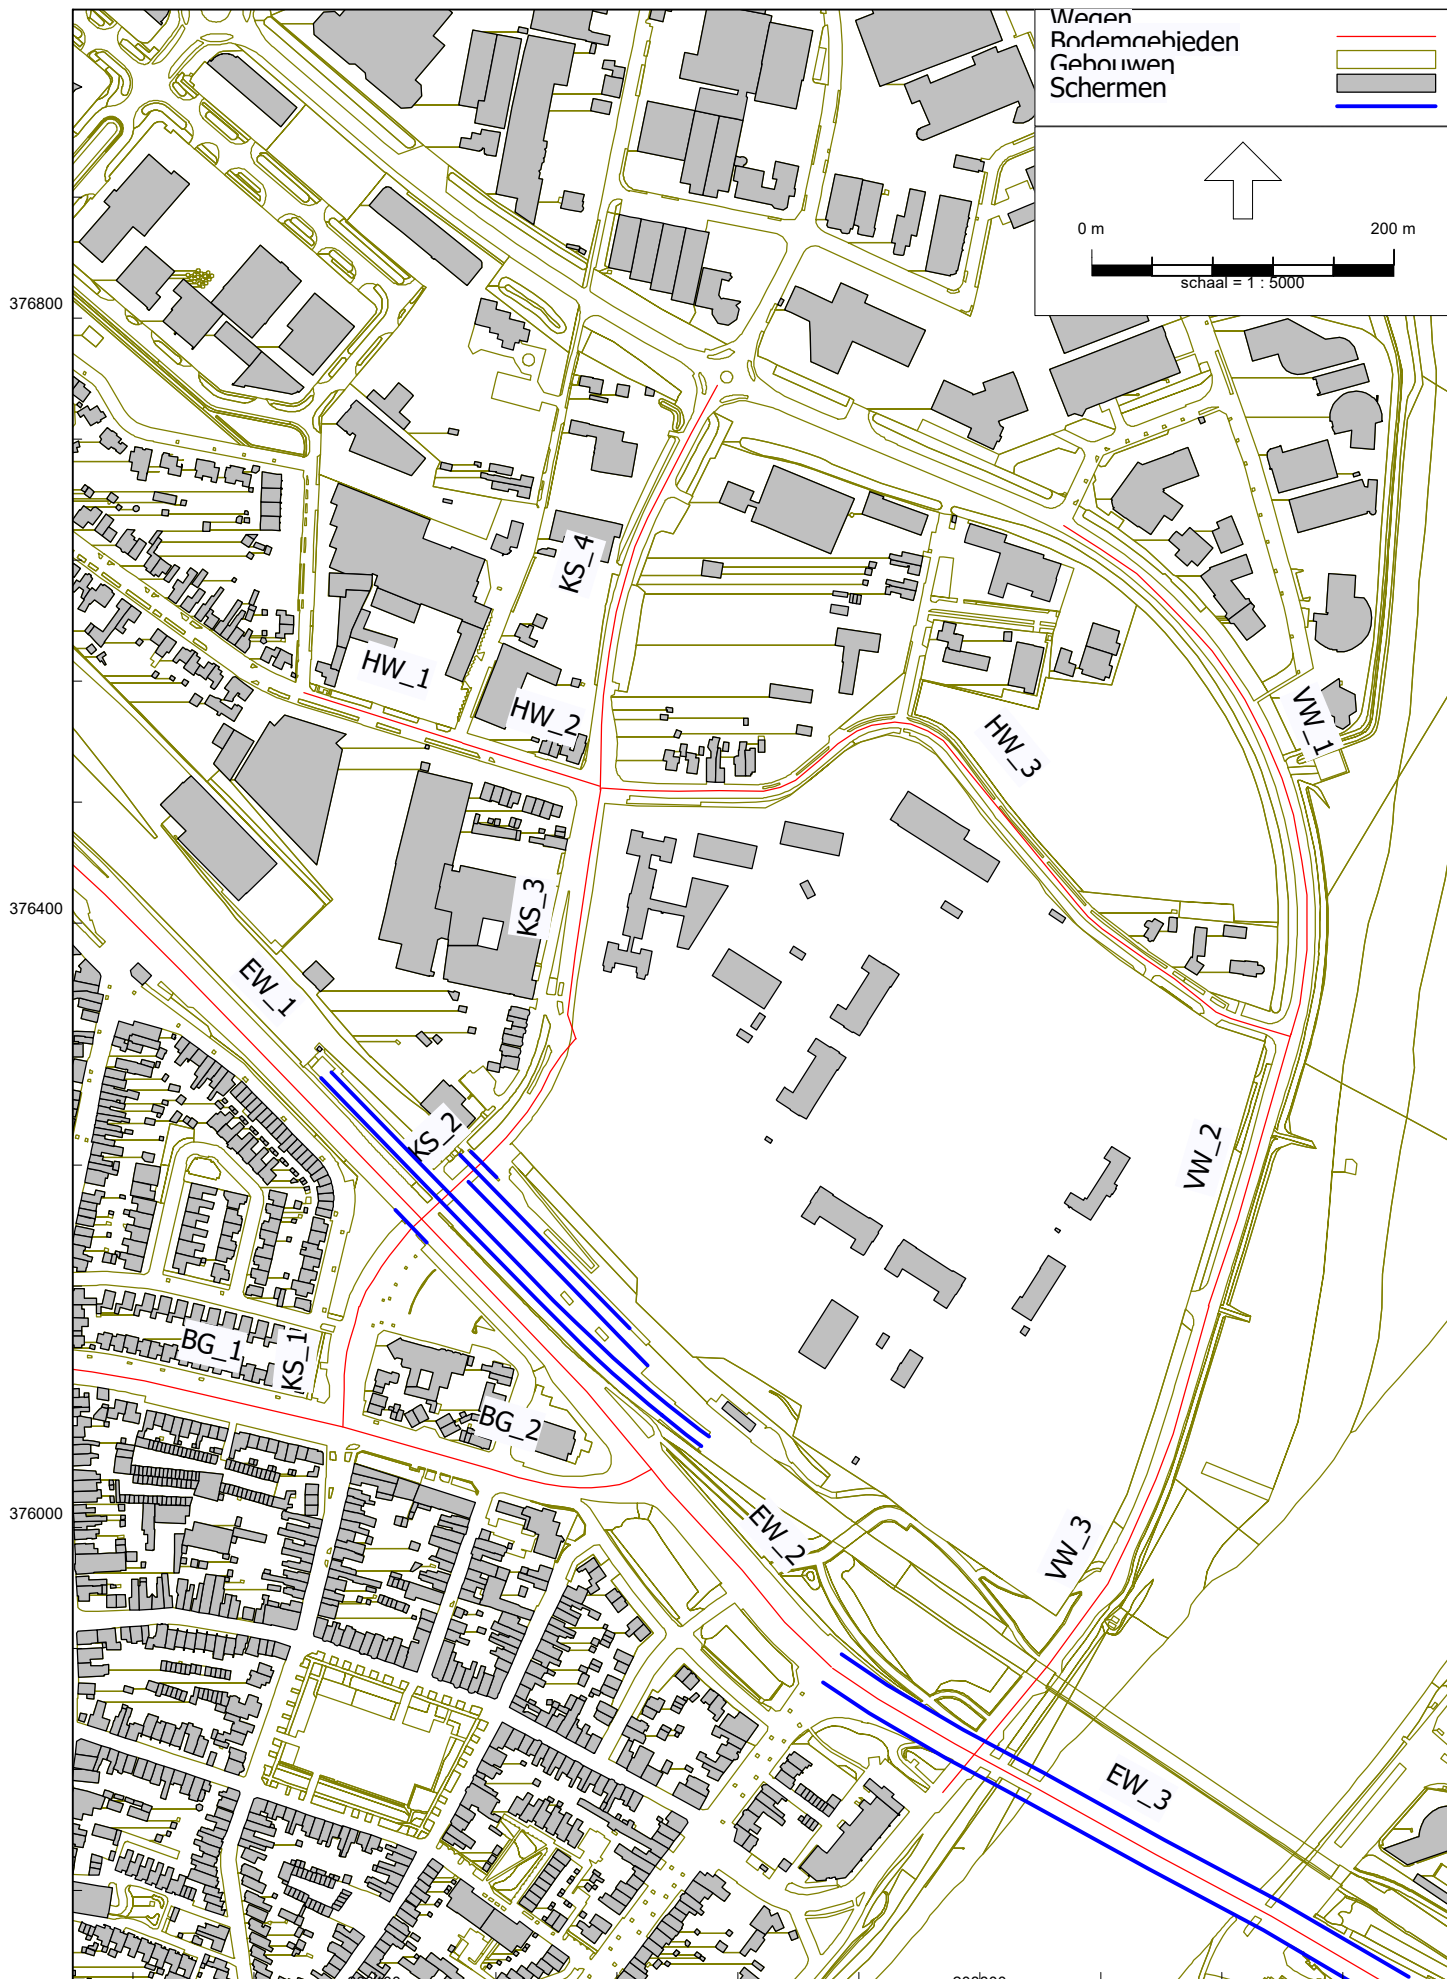 Wegen
Bodemgebieden
Gebouwen
Schermen
0 m 200 m
schaal = 1 : 5000
376800
KS_4
HW_1
HW_2
HW_3
VW_1
KS_3
376400
EW_1
KS_2
VW_2
BG_1
KS_1
BG_2
376000
EW_2
VW_3
EW_3